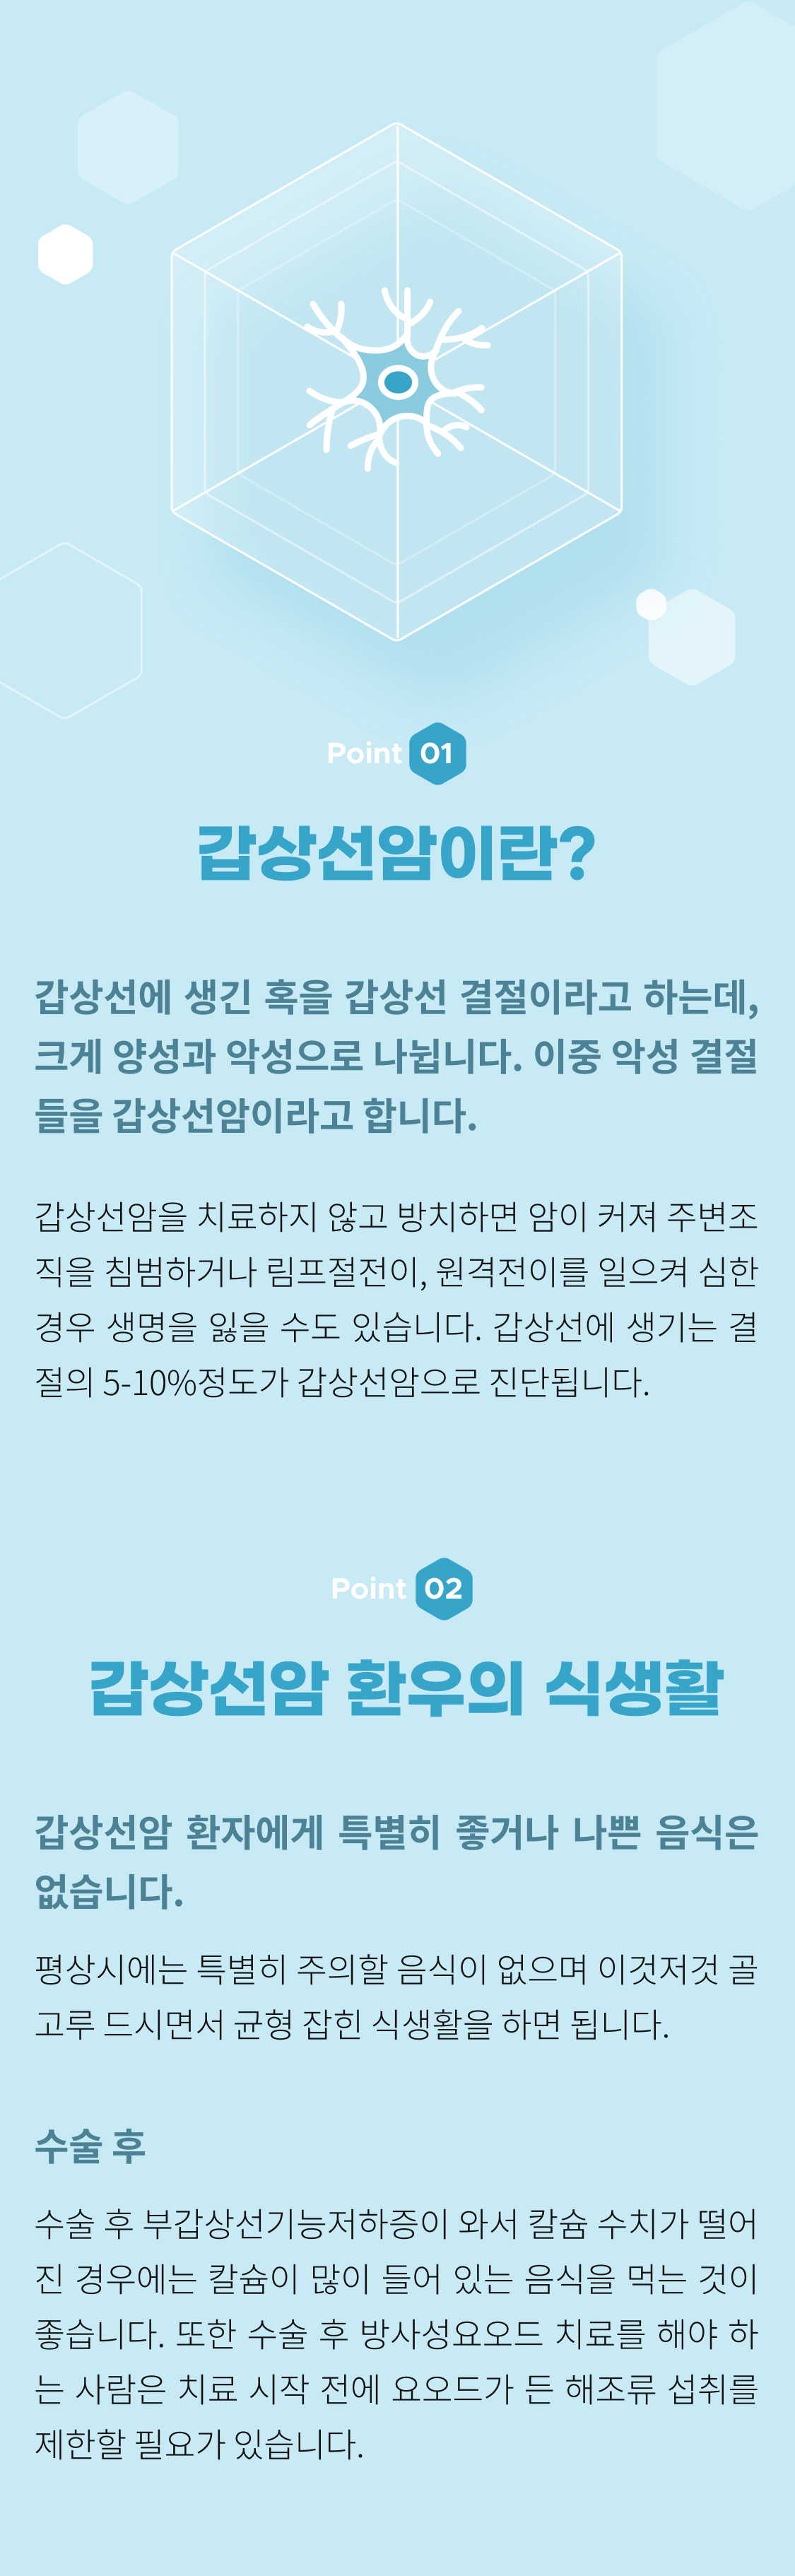 Point 01
갑상선암이란?
갑상선에 생긴 혹을 갑상선 결절이라고 하는데,
크게 양성과 악성으로 나뉩니다. 이중 악성 결절
들을 갑상선암이라고 합니다.
갑상선암을 치료하지 않고 방치하면 암이 커져 주변조
직을 침범하거나 림프절전이, 원격전이를 일으켜 심한
경우 생명을 잃을 수도 있습니다. 갑상선에 생기는 결
절의 5-10%정도가 갑상선암으로 진단됩니다.
Point 02
갑상선암 환우의 식생활
갑상선암 환자에게 특별히 좋거나 나쁜 음식은
없습니다.
평상시에는 특별히 주의할 음식이 없으며 이것저것 골
고루 드시면서 균형 잡힌 식생활을 하면 됩니다.
수술 후
수술 후 부갑상선기능저하증이 와서 칼슘 수치가 떨어
진 경우에는 칼슘이 많이 들어 있는 음식을 먹는 것이
좋습니다. 또한 수술 후 방사성요오드 치료를 해야 하
는 사람은 치료 시작 전에 요오드가 든 해조류 섭취를
제한할 필요가 있습니다.